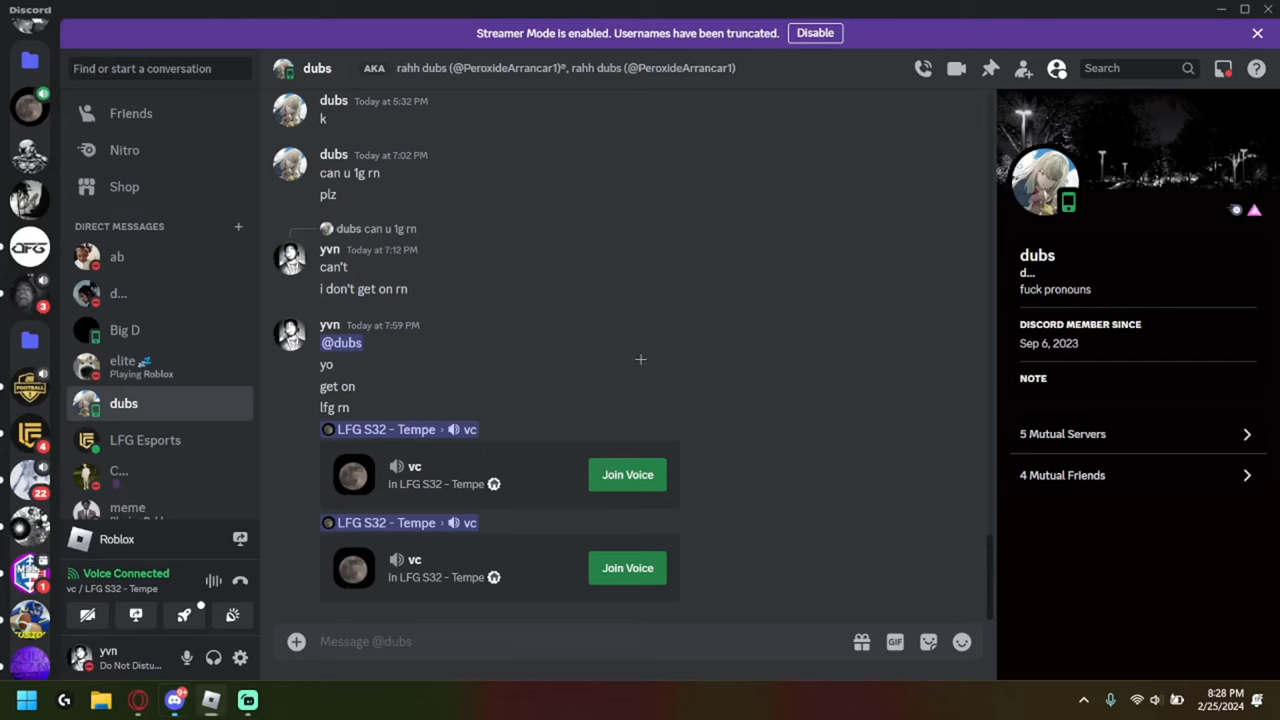 Discord
Streamer Mode is enabled. Usernames have been truncated.
Disable
Find or start a conversation
dubs
AKA
rahh dubs (@PeroxideArrancar1)®, rahh dubs (@PeroxideArrancar1)
Search
Friends
Nitro
Shop
DIRECT MESSAGES
ab
d...
Big D
elite 💤
Playing Roblox
dubs
LFG Esports
C...
meme
Roblox
Voice Connected
vc / LFG S32 - Tempe
yvn
Do Not Distu...
3
FOOTBALL
4
22
1
dubs Today at 5:32 PM
k
dubs Today at 7:02 PM
can u 1g rn
plz
dubs can u 1g rn
yvn Today at 7:12 PM
can't
i don't get on rn
yvn Today at 7:59 PM
@dubs
yo
get on
lfg rn
LFG S32 - Tempe › vc
vc
In LFG S32 - Tempe
Join Voice
LFG S32 - Tempe › vc
vc
In LFG S32 - Tempe
Join Voice
Message @dubs
GIF
dubs
d...
fuck pronouns
DISCORD MEMBER SINCE
Sep 6, 2023
NOTE
5 Mutual Servers
4 Mutual Friends
8:28 PM
2/25/2024